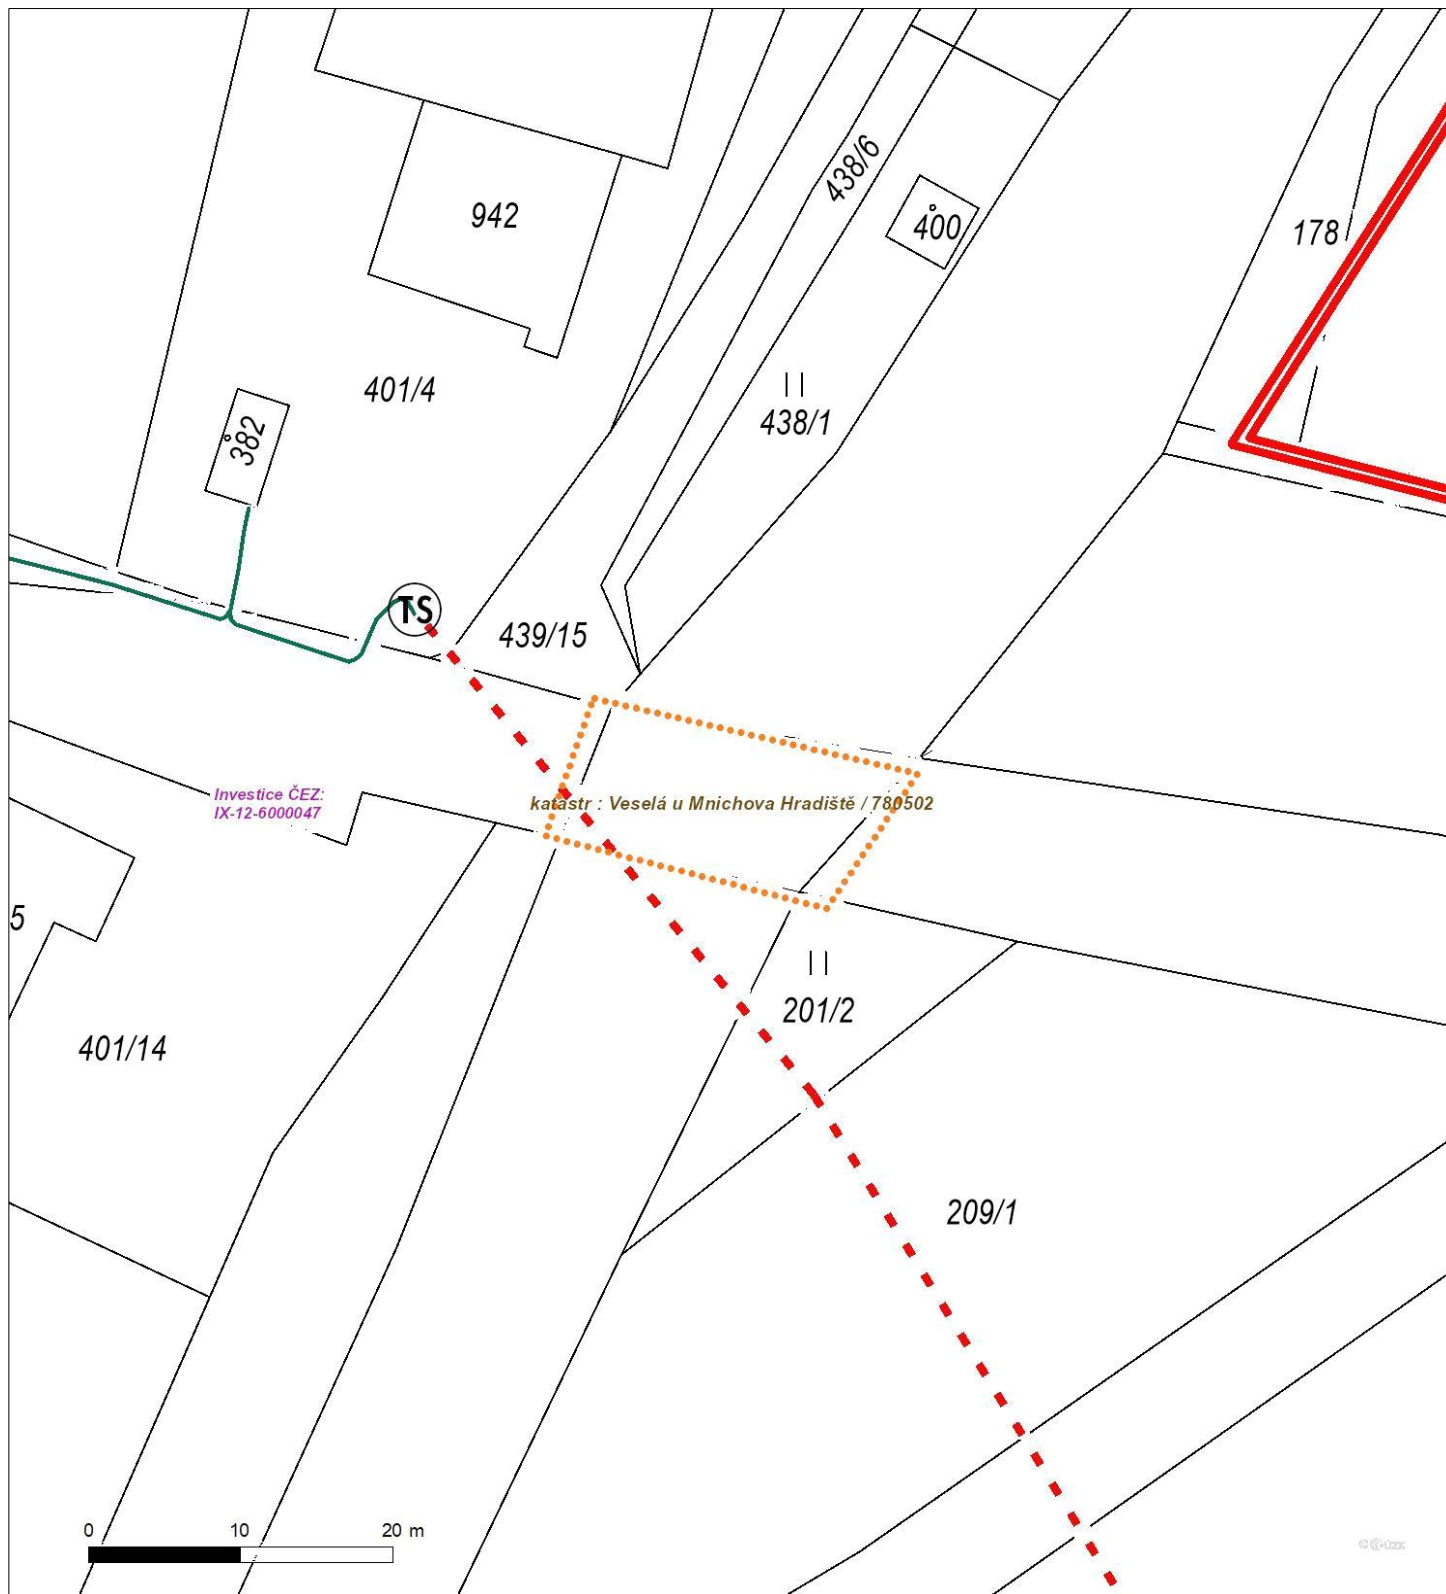 438/6
942
400
178
401/4
382
438/1
TS
439/15
Investice ČEZ:
IX-12-6000047
katastr : Veselá u Mnichova Hradiště / 780502
5
201/2
401/14
209/1
0 10 20 m